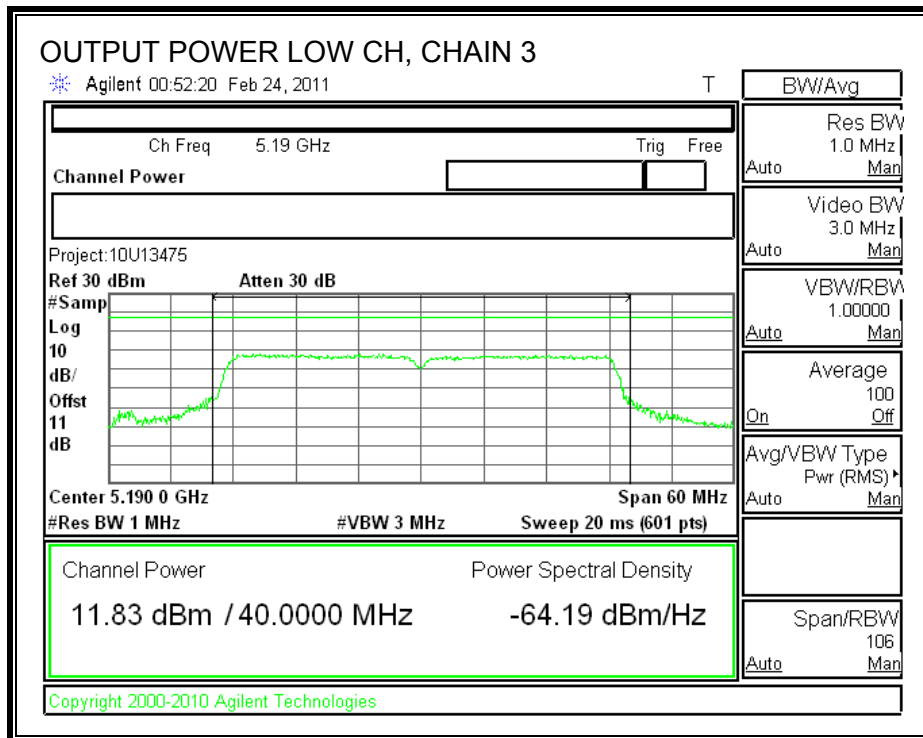 OUTPUT POWER LOW CH, CHAIN 3
Agilent 00:52:20 Feb 24, 2011 T
Ch Freq 5.19 GHz Trig Free
Channel Power
Project:10U13475
Ref 30 dBm Atten 30 dB
#Samp
Log
10
dB/
Offst
11
dB
Center 5.190 0 GHz Span 60 MHz
#Res BW 1 MHz #VBW 3 MHz Sweep 20 ms (601 pts)
Channel Power Power Spectral Density
11.83 dBm / 40.0000 MHz -64.19 dBm/Hz
Copyright 2000-2010 Agilent Technologies
BW/Avg
Res BW
1.0 MHz
Auto Man
Video BW
3.0 MHz
Auto Man
VBW/RBW
1.00000
Auto Man
Average
100
On Off
Avg/VBW Type
Pwr (RMS)
Auto Man
Span/RBW
106
Auto Man